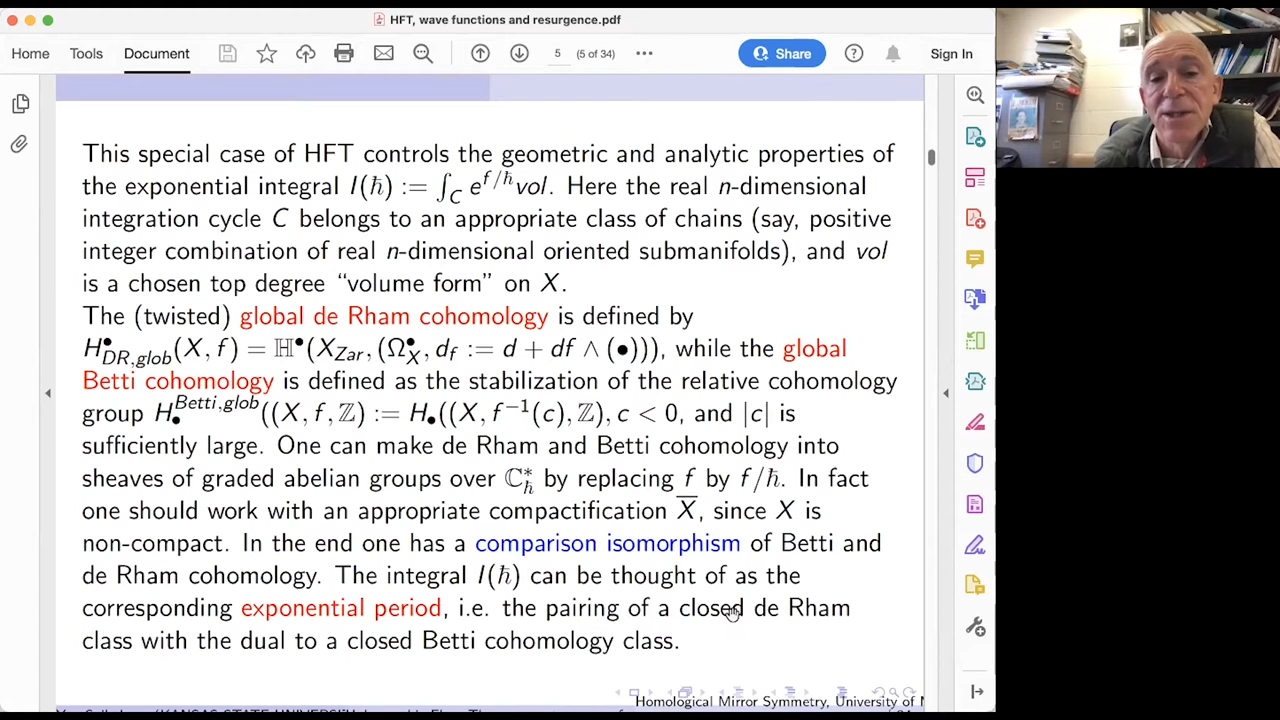 HFT, wave functions and resurgence.pdf
Home Tools Document 5 (5 of 34) Share Sign In
This special case of HFT controls the geometric and analytic properties of
the exponential integral I(ℏ) := ∫_C e^{f/ℏ} vol. Here the real n-dimensional
integration cycle C belongs to an appropriate class of chains (say, positive
integer combination of real n-dimensional oriented submanifolds), and vol
is a chosen top degree “volume form” on X.
The (twisted) global de Rham cohomology is defined by
H^•_{DR,glob}(X, f) = ℍ^•(X_{Zar}, (Ω^•_X, d_f := d + df ∧ (•))), while the global
Betti cohomology is defined as the stabilization of the relative cohomology
group H_•^{Betti,glob}((X, f, ℤ) := H_•((X, f^{-1}(c), ℤ), c < 0, and |c| is
sufficiently large. One can make de Rham and Betti cohomology into
sheaves of graded abelian groups over ℂ^*_ℏ by replacing f by f/ℏ. In fact
one should work with an appropriate compactification X̅, since X is
non-compact. In the end one has a comparison isomorphism of Betti and
de Rham cohomology. The integral I(ℏ) can be thought of as the
corresponding exponential period, i.e. the pairing of a closed de Rham
class with the dual to a closed Betti cohomology class.
Homological Mirror Symmetry, University of